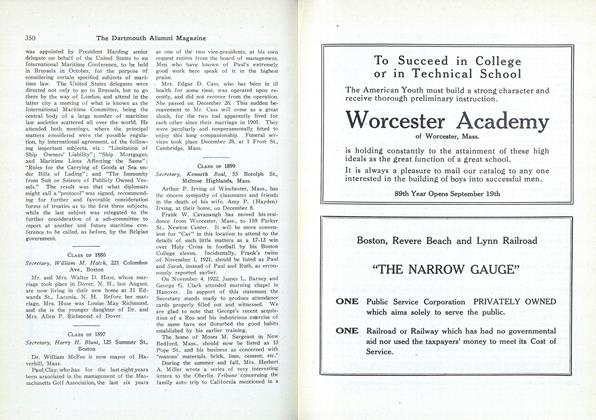 350 The Dartmouth Alumni Magazine
was appointed by President Harding senior
delegate on behalf of the United States to an
International Maritime Conference, to be held
in Brussels in October, for the purpose of
considering certain specified subjects of mari-
time law. The United States delegates were
directed not only to go to Brussels, but to go
there by the way of London, and attend in the
latter city a meeting of what is known as the
International Maritime Committee, being the
central body of a large number of maritime
law societies scattered all over the world. He
attended both meetings, where the principal
matters considered were the possible regula-
tion, by international agreement, of the follow-
ing important subjects, viz.: "Limitation of
Ship Owners' Liability"; "Ship Mortgages,
and Maritime Liens Affecting the Same";
"Rules for the Carrying of Goods at Sea un-
der Bills of Lading; and "The Immunity
from Suit or Seizure of Publicly Owned Ves-
sels." The result was that what diplomats
might call a "protocol" was signed, recommend-
ing for further and favorable consideration
forms of treaties as to the first three subjects,
while the last subject was relegated to the
further consideration of a sub-committee to
report at another and future maritime con-
ference to be called, as before, by the Belgian
government.
CLASS OF 1886
Secretary, William M. Hatch, 221 Columbus
Ave., Boston
Mr. and Mrs. Walter D. Huse, whose mar-
riage took place in Dover, N. H., last August,
are now living in their new home at 31 Ed-
wards St., Laconia, N. H. Before her mar-
riage, Mrs. Huse was Louise May Richmond,
and she is the younger daughter of Dr. and
Mrs. Allen P. Richmond of Dover.
CLASS OF 1897
Secretary, Harry H. Blunt, 125 Summer St.,
Boston
Dr. William McFee is now mayor of Ha-
verhill, Mass.
Paul Clay, who has for the last eight years
been associated in the management of the Mas-
sachusetts Golf Association, the last six years
as one of the two vice-presidents, at his own
request retires from the board of management.
Men who have known of Paul's extremely
good work here speak of it in the highest
praise.
Mrs. Edgar D. Cass, who has been in ill
health for some time, was operated upon re-
cently, and did not recover from the operation.
She passed on December 26. This sudden be-
reavement to Mr. Cass will come as a great
shock, for the two had apparently lived for
each other since their marriage in 1901. They
were peculiarly and temperamentally fitted to
enjoy this long companionship. Funeral ser-
vices took place December 28, at 1 Frost St.,
Cambridge, Mass.
CLASS OF 1899
Secretary, Kenneth Beal, 55 Botolph St.,
Melrose Highlands, Mass.
Arthur P. Irving of Winchester, Mass., has
the sincere sympathy of classmates and friends
in the death of his wife, Amy P. (Hayden)
Irving, at their home, on December 8.
Frank W. Cavanaugh has moved his resi-
dence from Worcester, Mass., to 110 Parker
St., Newton Center. It will be more conven-
ient for "Cav" in this location to attend to the
details of such little matters as a 17-13 win
over Holy Cross in football by his Boston
College eleven. Incidentally, Frank's twins
of November 1, 1921, should be listed as Paul
and Sarah, instead of Paul and Ruth, as erron-
eously reported earlier.
On November 4, 1922, James L. Barney and
George G. Clark attended morning chapel in
Hanover. In support of this statement the
Secretary stands ready to produce attendance
cards properly filled out and witnessed. We
are glad to note that George's recent acqui-
sition of a Reo and his industrious exercise of
the same have not disturbed the good habits
established by his earlier training.
The home of Moses M. Sergeant in New
Bedford, Mass., should now be listed as 13
Pope St., and his business as concerned with
"masons' materials, brick, lime, cement, etc."
During the summer and fall, Mrs. Herbert
A. Miller wrote a series of very interesting
letters to the Oberlin Tribune concerning the
family auto trip to California mentioned in a
To Succeed in College
or in Technical School
The American Youth must build a strong character and
receive thorough preliminary instruction.
Worcester Academy
of Worcester, Mass.
is holding constantly to the attainment of these high
ideals as the great function of a great school.
It is always a pleasure to mail our catalog to any one
interested in the building of boys into successful men.
89th Year Opens September 19th
Boston, Revere Beach and Lynn Railroad
"THE NARROW GAUGE"
ONE Public Service Corporation PRIVATELY OWNED
which aims solely to serve the public.
ONE Railroad or Railway which has had no governmental
aid nor used the taxpayers' money to meet its Cost of
Service.